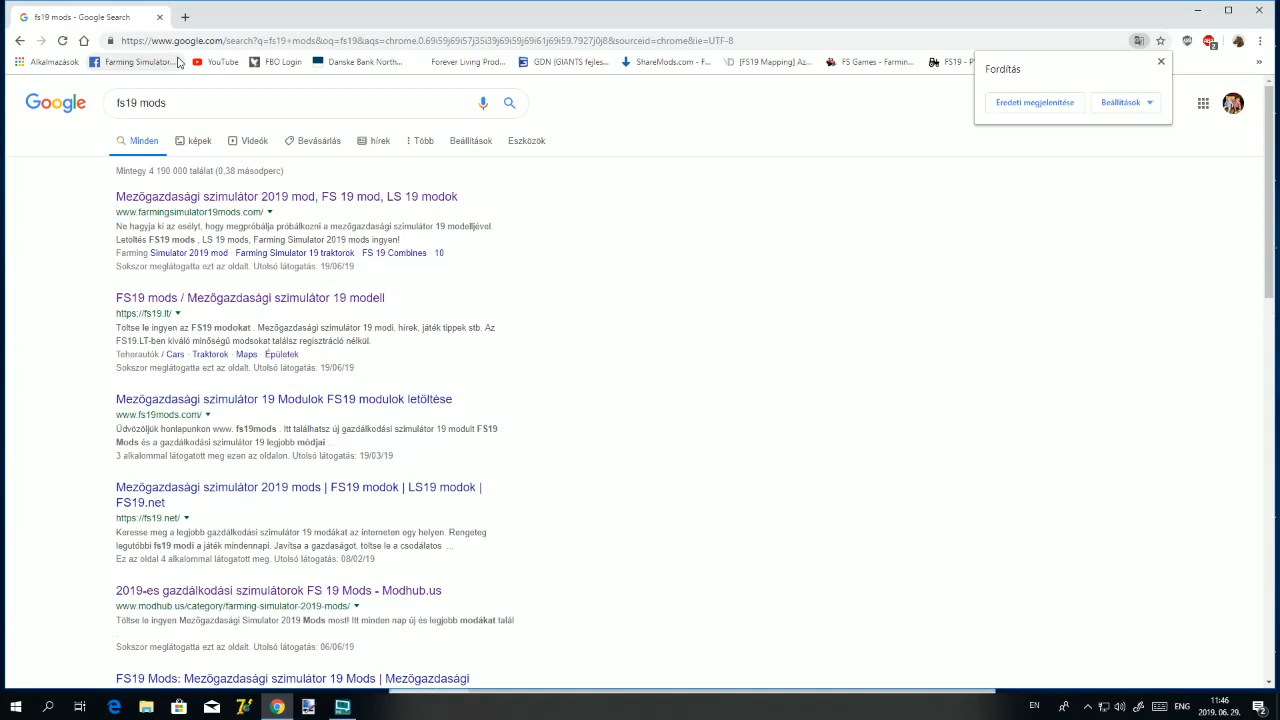 fs19 mods - Google Search
https://www.google.com/search?q=fs19+mods&oq=fs19&aqs=chrome.0.69i59j69i57j35i39j69i59j69i61j69i59.7927j0j8&sourceid=chrome&ie=UTF-8
Alkalmazások Farming Simulator... YouTube FBO Login Danske Bank North... Forever Living Prod... GDN (GIANTS fejles... ShareMods.com - F... [FS19 Mapping] Az... FS Games - Farmin... FS19 - P »
Fordítás
Eredeti megjelenítése Beállítások
Google fs19 mods
Minden képek Videók Bevásárlás hírek Több Beállítások Eszközök
Mintegy 4 190 000 találat (0,38 másodperc)
Mezőgazdasági szimulátor 2019 mod, FS 19 mod, LS 19 modok
www.farmingsimulator19mods.com/
Ne hagyja ki az esélyt, hogy megpróbálja próbálkozni a mezőgazdasági szimulátor 19 modelljével.
Letöltés FS19 mods , LS 19 mods, Farming Simulator 2019 mods ingyen!
Farming Simulator 2019 mod · Farming Simulator 19 traktorok · FS 19 Combines · 10
Sokszor meglátogatta ezt az oldalt. Utolsó látogatás: 19/06/19
FS19 mods / Mezőgazdasági szimulátor 19 modell
https://fs19.lt/
Töltse le ingyen az FS19 modokat . Mezőgazdasági szimulátor 19 modi, hírek, játék tippek stb. Az
FS19.LT-ben kiváló minőségű modsokat találsz regisztráció nélkül.
Teherautók / Cars · Traktorok · Maps · Épületek
Sokszor meglátogatta ezt az oldalt. Utolsó látogatás: 19/06/19
Mezőgazdasági szimulátor 19 Modulok FS19 modulok letöltése
www.fs19mods.com/
Üdvözöljük honlapunkon www. fs19mods . Itt találhatsz új gazdálkodási szimulátor 19 modult FS19
Mods és a gazdálkodási szimulátor 19 legjobb módjai ...
3 alkalommal látogatott meg ezen az oldalon. Utolsó látogatás: 19/03/19
Mezőgazdasági szimulátor 2019 mods | FS19 modok | LS19 modok |
FS19.net
https://fs19.net/
Keresse meg a legjobb gazdálkodási szimulátor 19 modákat az interneten egy helyen. Rengeteg
legutóbbi fs19 modi a játék mindennapi. Javítsa a gazdaságot, töltse le a csodálatos ...
Ez az oldal 4 alkalommal látogatott meg. Utolsó látogatás: 08/02/19
2019-es gazdálkodási szimulátorok FS 19 Mods - Modhub.us
www.modhub.us/category/farming-simulator-2019-mods/
Töltse le ingyen Mezőgazdasági Simulator 2019 Mods most! Itt minden nap új és legjobb modákat talál
.
Sokszor meglátogatta ezt az oldalt. Utolsó látogatás: 06/06/19
FS19 Mods: Mezőgazdasági szimulátor 19 Mods | Mezőgazdasági
EN ENG 11:46
2019. 06. 29. 2